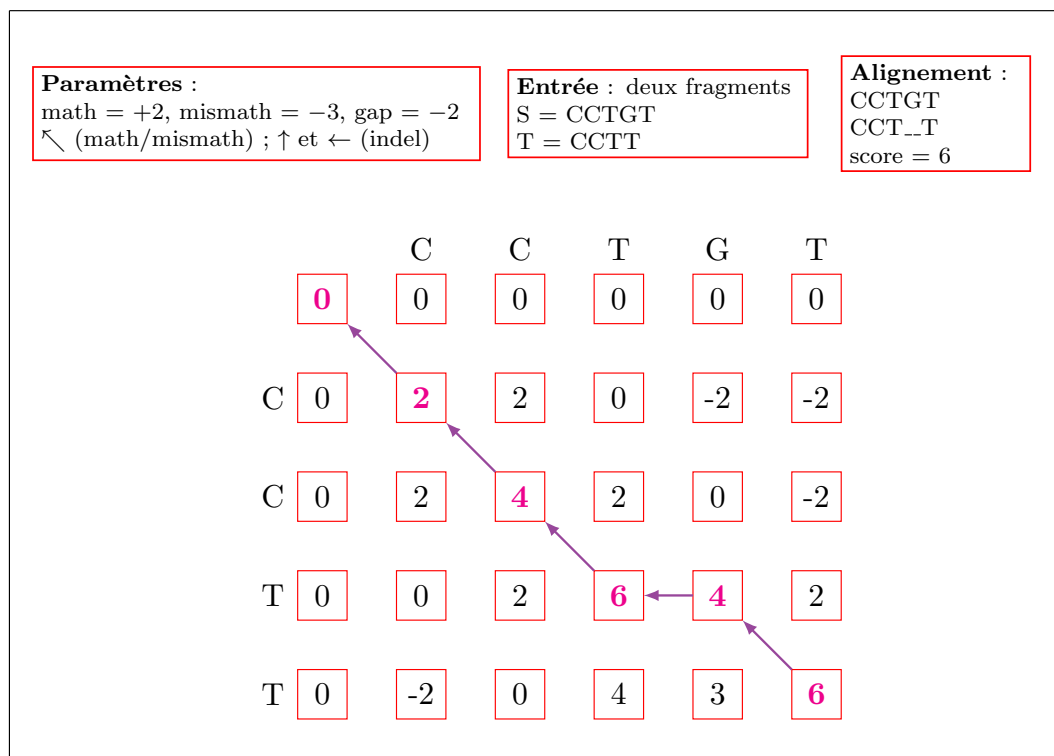 Paramètres :
math = +2, mismath = −3, gap = −2
↖ (math/mismath) ; ↑ et ← (indel)
Entrée : deux fragments
S = CCTGT
T = CCTT
Alignement :
CCTGT
CCT__T
score = 6
C C T G T
0 0 0 0 0 0
C 0 2 2 0 -2 -2
C 0 2 4 2 0 -2
T 0 0 2 6 4 2
T 0 -2 0 4 3 6